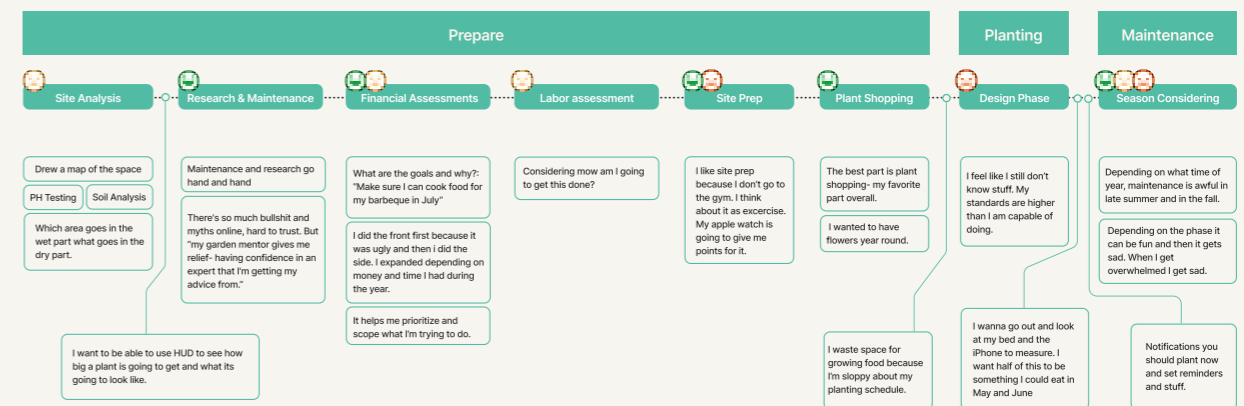 Prepare
Planting
Maintenance
Site Analysis
Research & Maintenance
Financial Assessments
Labor assessment
Site Prep
Plant Shopping
Design Phase
Season Considering
Drew a map of the space
PH Testing
Soil Analysis
Which area goes in the
wet part what goes in the
dry part.
I want to be able to use HUD to see how
big a plant is going to get and what its
going to look like.
Maintenance and research go
hand and hand
There's so much bullshit and
myths online, hard to trust. But
"my garden mentor gives me
relief- having confidence in an
expert that I'm getting my
advice from."
What are the goals and why?:
"Make sure I can cook food for
my barbeque in July"
I did the front first because it
was ugly and then i did the
side. I expanded depending on
money and time I had during
the year.
It helps me prioritize and
scope what I'm trying to do.
Considering mow am I going
to get this done?
I like site prep
because I don't go to
the gym. I think
about it as excercise.
My apple watch is
going to give me
points for it.
The best part is plant
shopping- my favorite
part overall.
I wanted to have
flowers year round.
I waste space for
growing food because
I'm sloppy about my
planting schedule.
I feel like I still don't
know stuff. My
standards are higher
than I am capable of
doing.
I wanna go out and look
at my bed and the
iPhone to measure. I
want half of this to be
something I could eat in
May and June
Depending on what time of
year, maintenance is awful in
late summer and in the fall.
Depending on the phase it
can be fun and then it gets
sad. When I get
overwhelmed I get sad.
Notifications you
should plant now
and set reminders
and stuff.